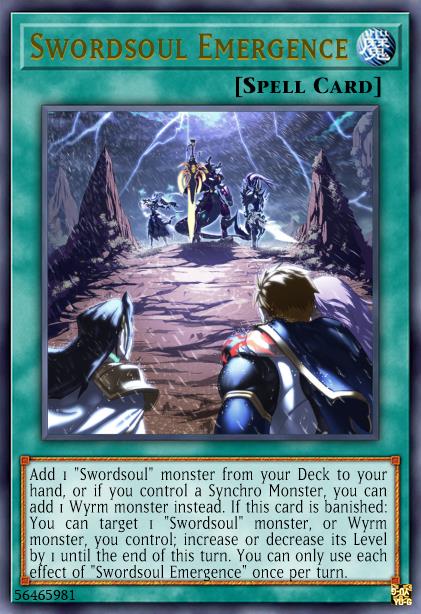 Swordsoul Emergence 魔
[Spell Card]
Add 1 "Swordsoul" monster from your Deck to your
hand, or if you control a Synchro Monster, you can
add 1 Wyrm monster instead. If this card is banished:
You can target 1 "Swordsoul" monster, or Wyrm
monster, you control; increase or decrease its Level
by 1 until the end of this turn. You can only use each
effect of "Swordsoul Emergence" once per turn.
56465981